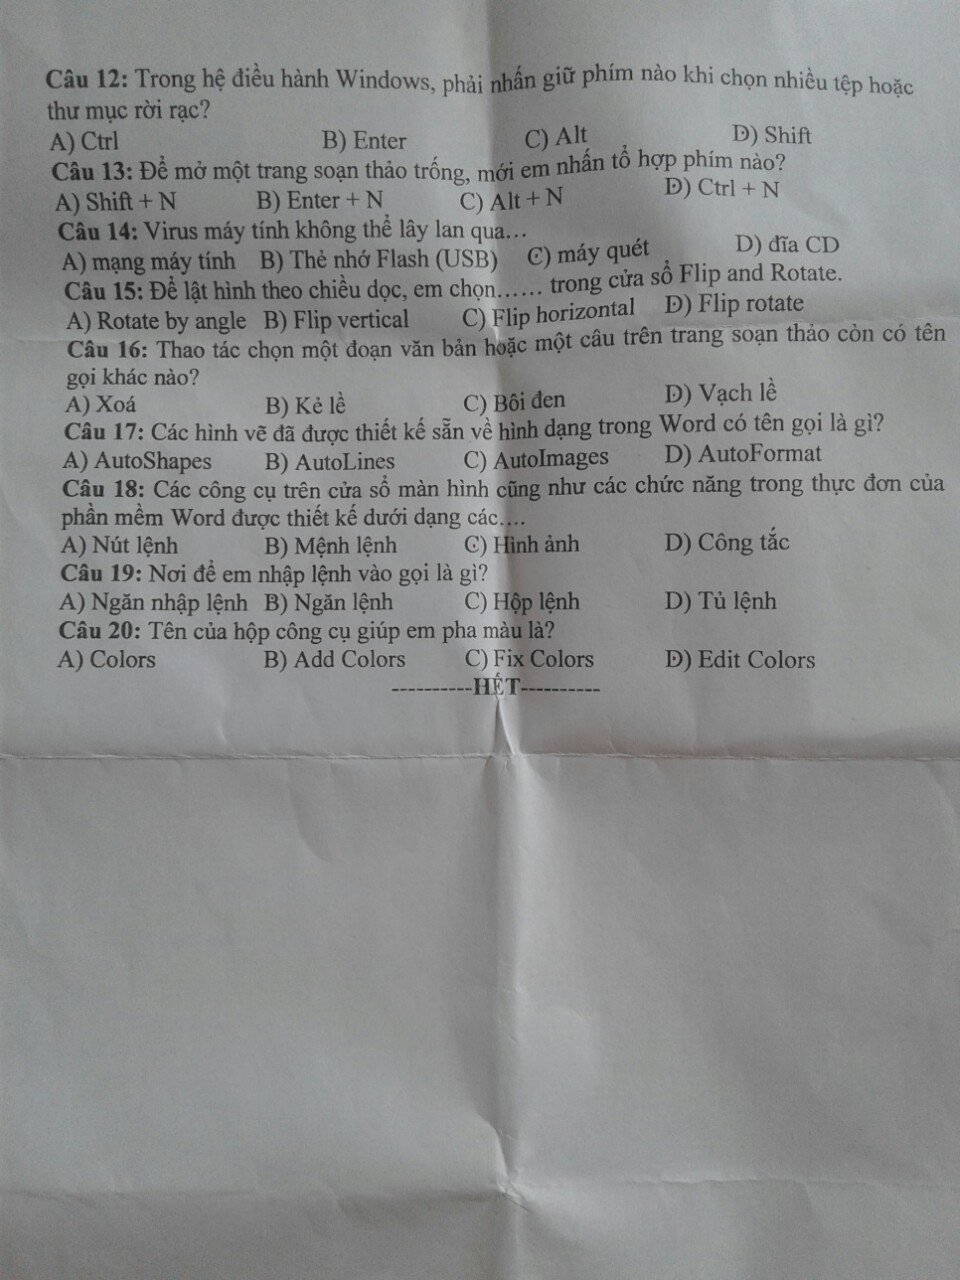 Câu 12: Trong hệ điều hành Windows, phải nhấn giữ phím nào khi chọn nhiều tệp hoặc
thư mục rời rạc?
A) Ctrl B) Enter C) Alt D) Shift
Câu 13: Để mở một trang soạn thảo trống, mới em nhấn tổ hợp phím nào?
A) Shift + N B) Enter + N C) Alt + N D) Ctrl + N
Câu 14: Virus máy tính không thể lây lan qua...
A) mạng máy tính B) Thẻ nhớ Flash (USB) C) máy quét D) đĩa CD
Câu 15: Để lật hình theo chiều dọc, em chọn...... trong cửa sổ Flip and Rotate.
A) Rotate by angle B) Flip vertical C) Flip horizontal D) Flip rotate
Câu 16: Thao tác chọn một đoạn văn bản hoặc một câu trên trang soạn thảo còn có tên
gọi khác nào?
A) Xoá B) Kẻ lề C) Bôi đen D) Vạch lề
Câu 17: Các hình vẽ đã được thiết kế sẵn về hình dạng trong Word có tên gọi là gì?
A) AutoShapes B) AutoLines C) AutoImages D) AutoFormat
Câu 18: Các công cụ trên cửa sổ màn hình cũng như các chức năng trong thực đơn của
phần mềm Word được thiết kế dưới dạng các....
A) Nút lệnh B) Mệnh lệnh C) Hình ảnh D) Công tắc
Câu 19: Nơi để em nhập lệnh vào gọi là gì?
A) Ngăn nhập lệnh B) Ngăn lệnh C) Hộp lệnh D) Tủ lệnh
Câu 20: Tên của hộp công cụ giúp em pha màu là?
A) Colors B) Add Colors C) Fix Colors D) Edit Colors
----------HẾT----------